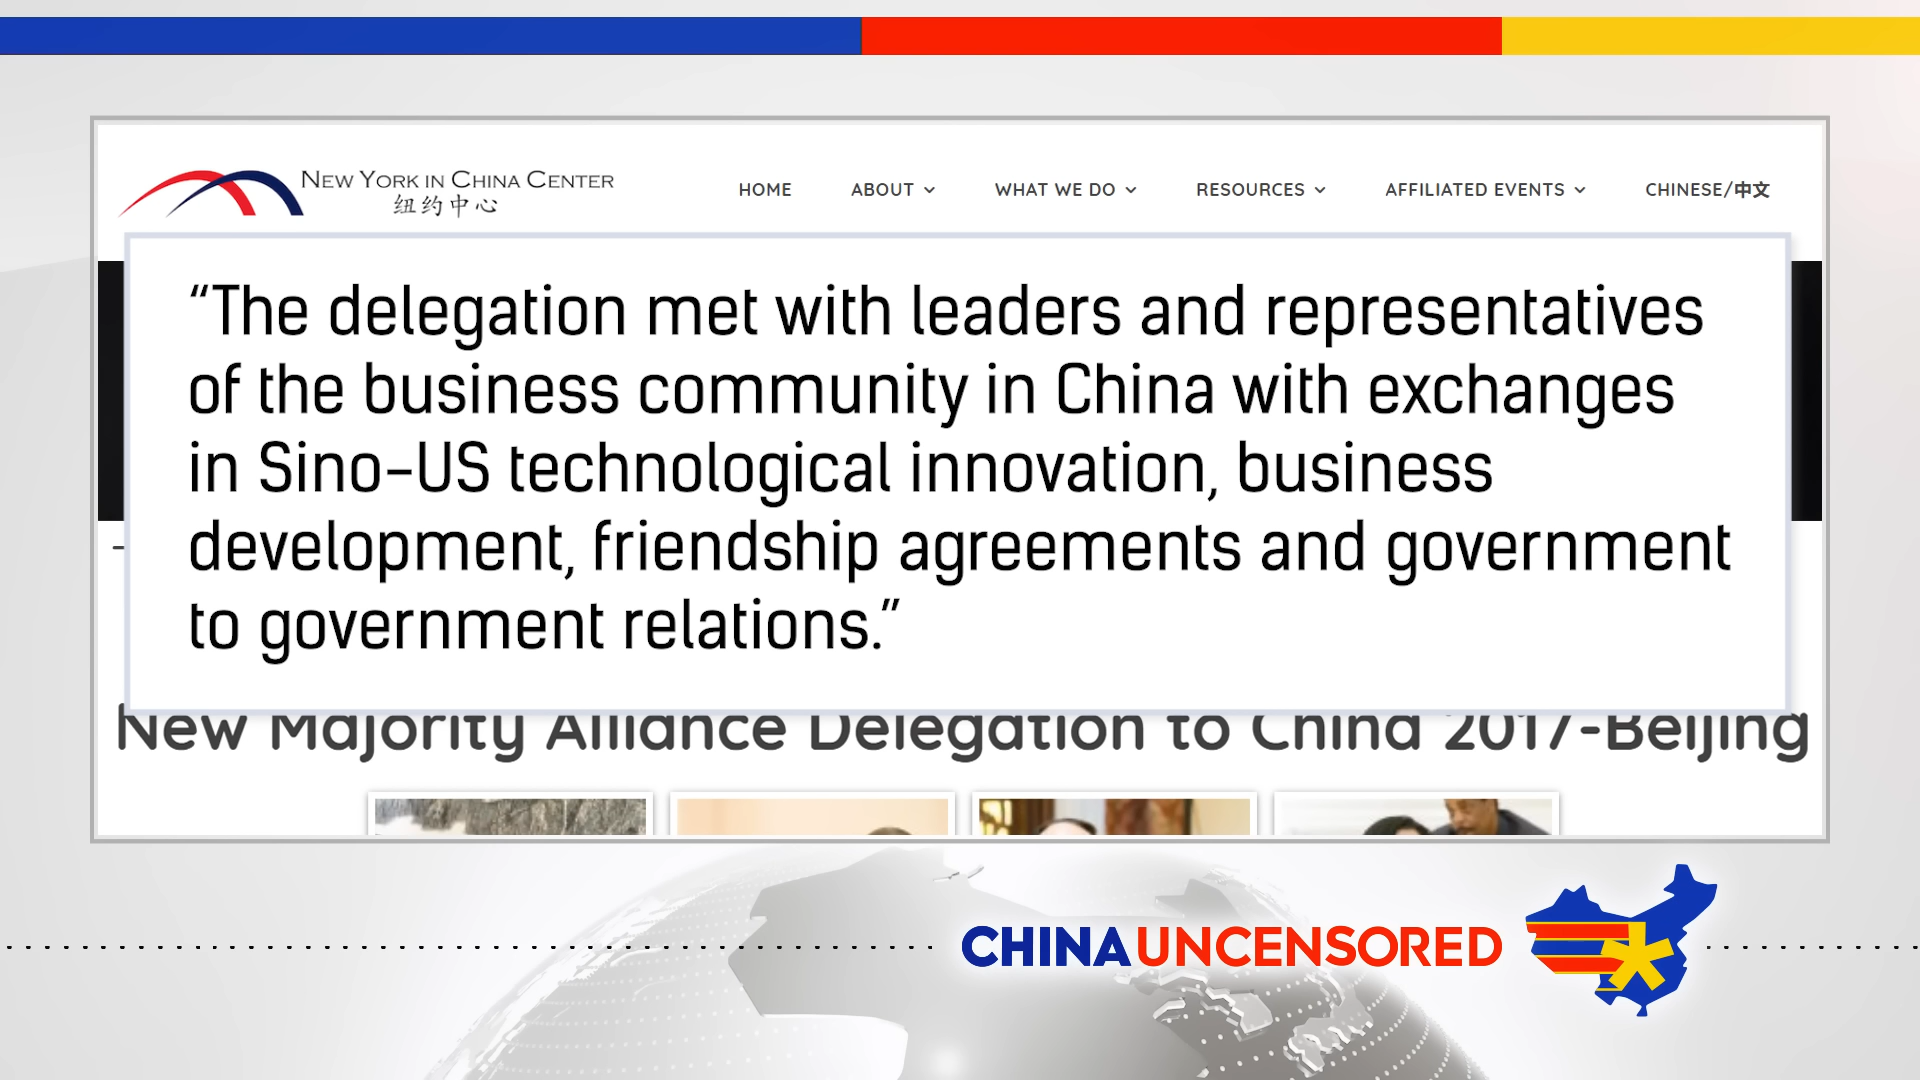 New York in China Center
纽约中心
HOME ABOUT WHAT WE DO RESOURCES AFFILIATED EVENTS CHINESE/中文
“The delegation met with leaders and representatives
of the business community in China with exchanges
in Sino-US technological innovation, business
development, friendship agreements and government
to government relations.”
New Majority Alliance Delegation to China 2017-Beijing
CHINAUNCENSORED